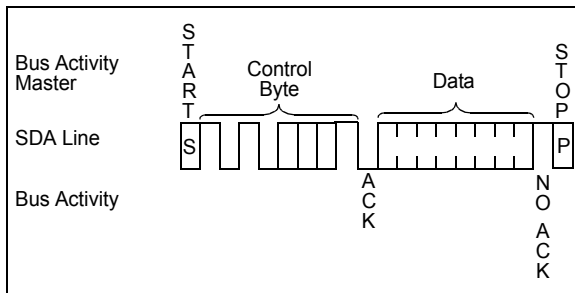 Bus Activity
Master
START
Control
Byte
Data
STOP
SDA Line
S
P
Bus Activity
ACK
NO ACK